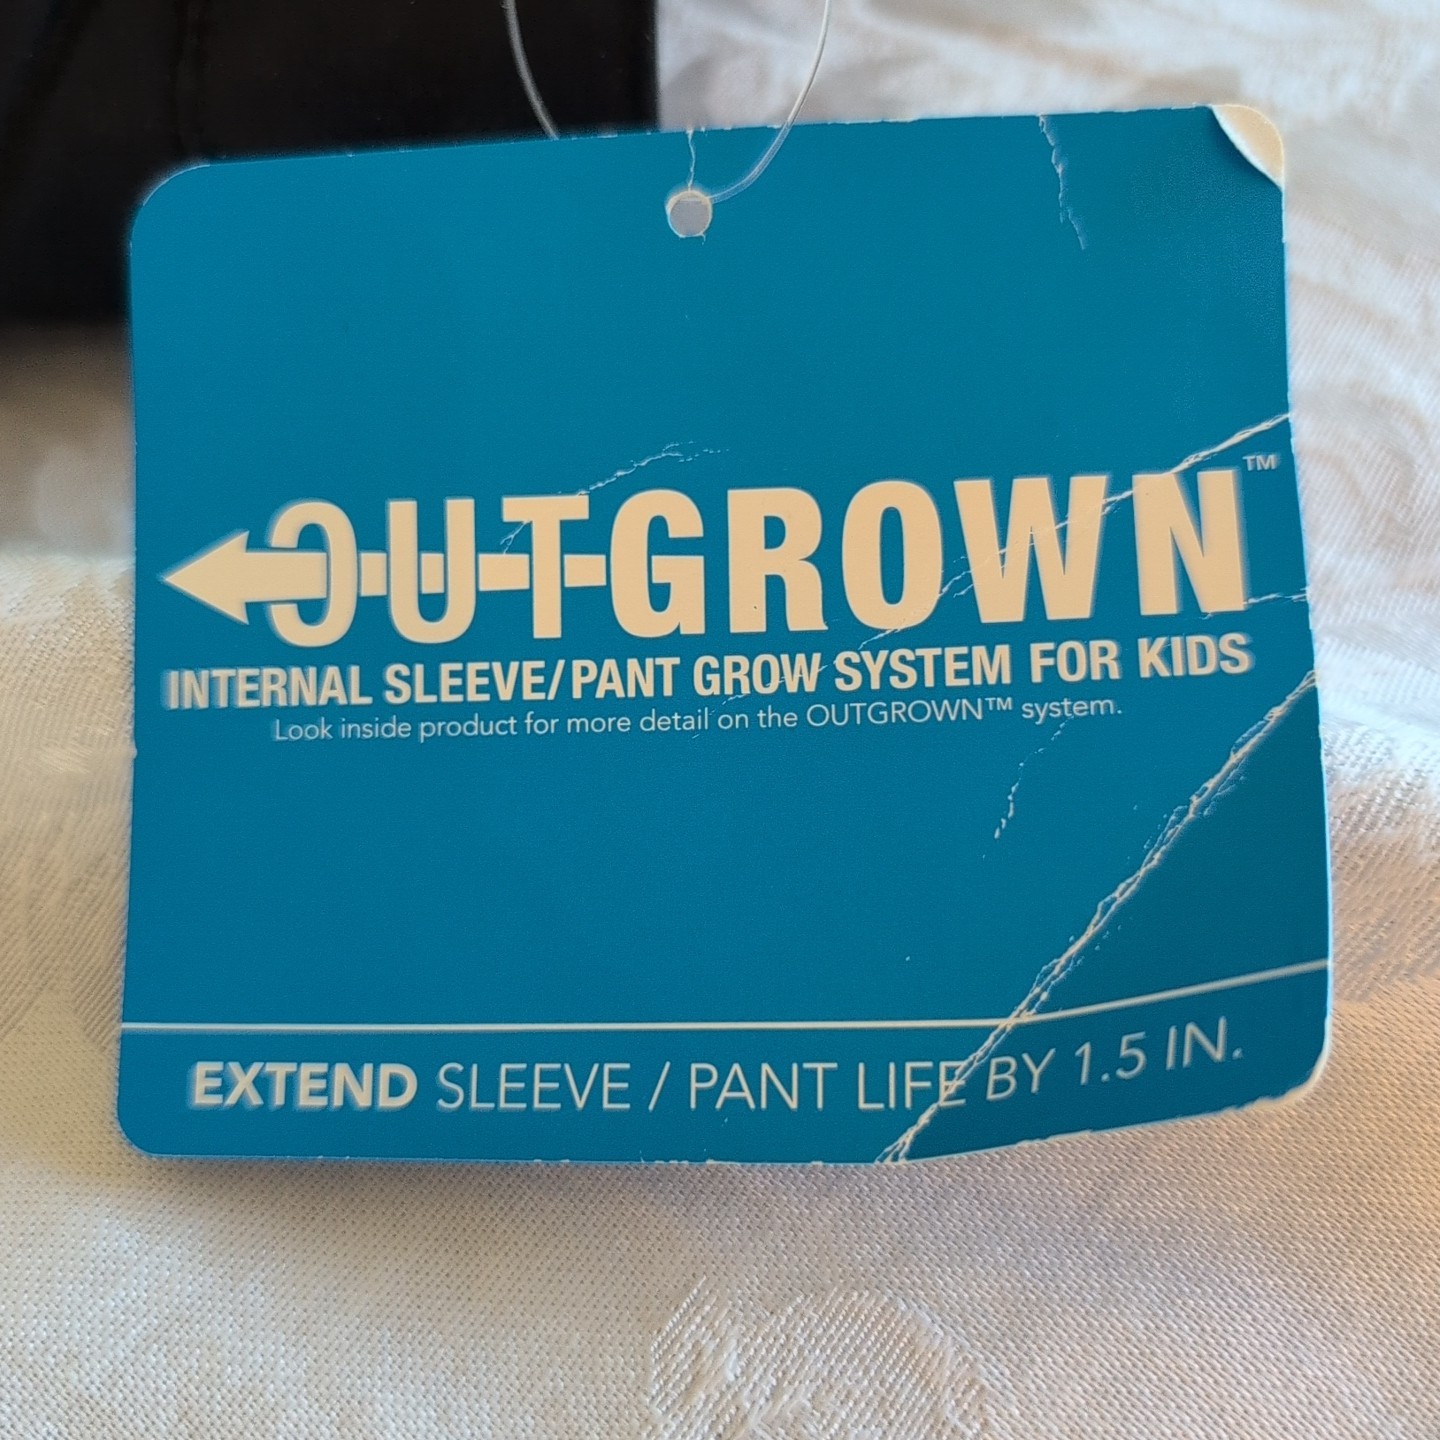 OUTGROWN™
INTERNAL SLEEVE/PANT GROW SYSTEM FOR KIDS
Look inside product for more detail on the OUTGROWN™ system.
EXTEND SLEEVE / PANT LIFE BY 1.5 IN.